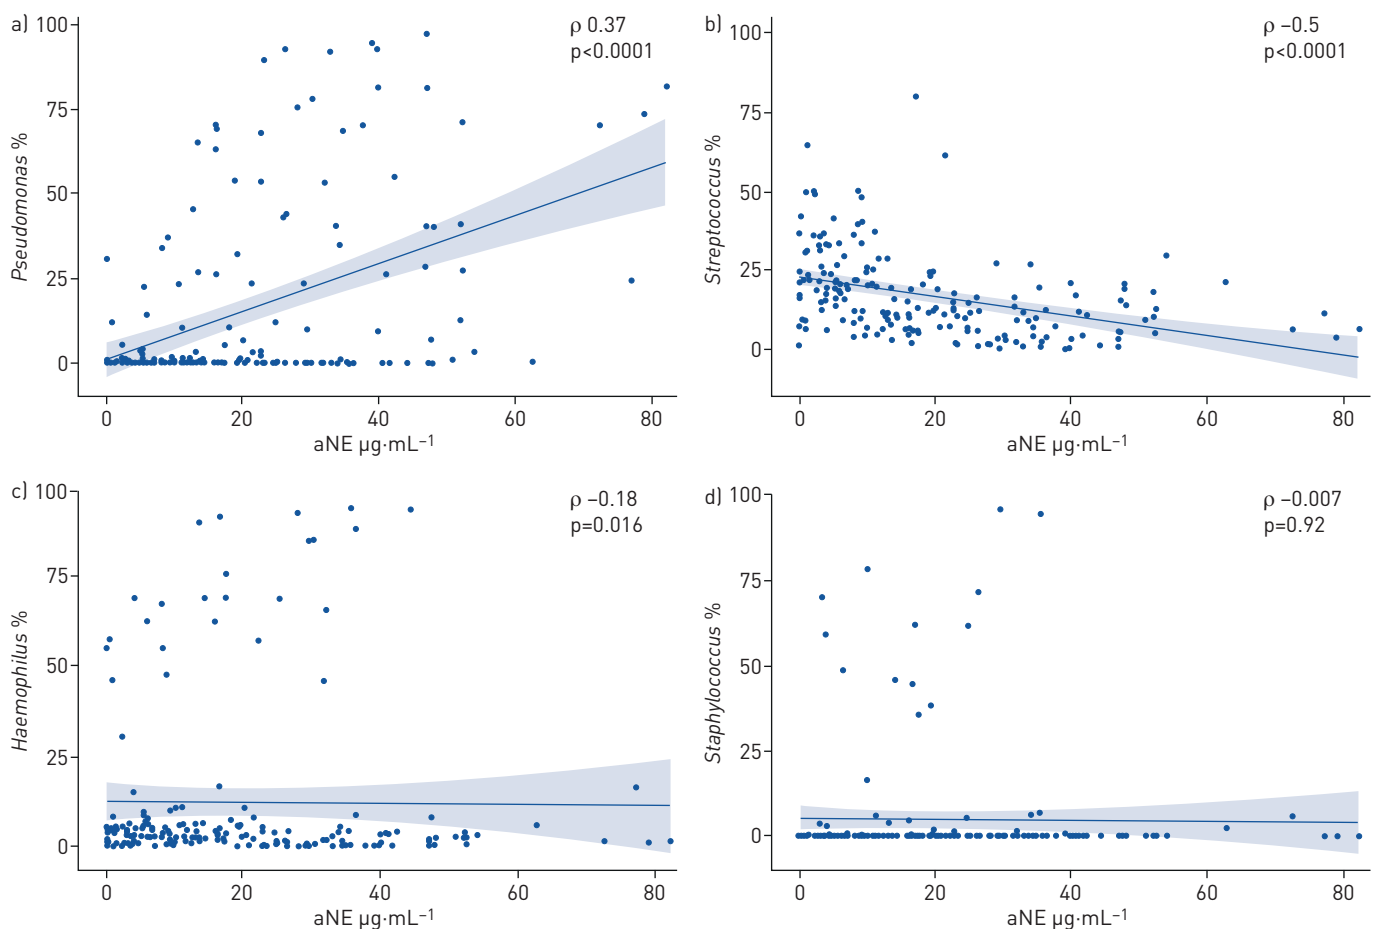 a)
ρ 0.37
p<0.0001
Pseudomonas %
100
75
50
25
0
0 20 40 60 80
aNE µg·mL⁻¹
b)
ρ −0.5
p<0.0001
Streptococcus %
100
75
50
25
0
0 20 40 60 80
aNE µg·mL⁻¹
c)
ρ −0.18
p=0.016
Haemophilus %
100
75
50
25
0
0 20 40 60 80
aNE µg·mL⁻¹
d)
ρ −0.007
p=0.92
Staphylococcus %
100
75
50
25
0
0 20 40 60 80
aNE µg·mL⁻¹